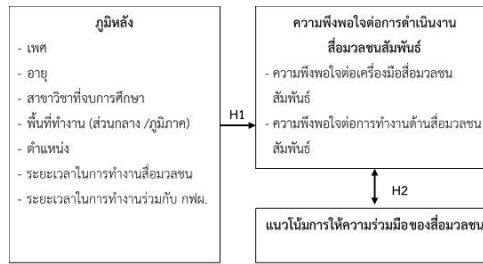 ภูมิหลัง
- เพศ
- อายุ
- สาขาวิชาที่จบการศึกษา
- พื้นที่ทำงาน (ส่วนกลาง /ภูมิภาค)
- ตำแหน่ง
- ระยะเวลาในการทำงานสื่อมวลชน
- ระยะเวลาในการทำงานร่วมกับ กฟผ.
H1
ความพึงพอใจต่อการดำเนินงาน
สื่อมวลชนสัมพันธ์
- ความพึงพอใจต่อเครื่องมือสื่อมวลชน
สัมพันธ์
- ความพึงพอใจต่อการทำงานด้านสื่อมวลชน
สัมพันธ์
H2
แนวโน้มการให้ความร่วมมือของสื่อมวลชน